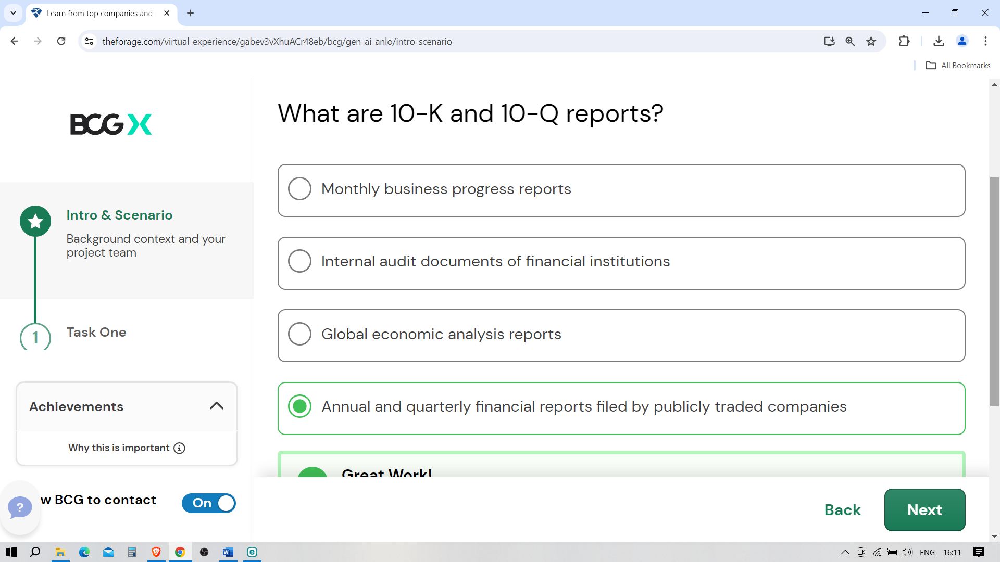 Learn from top companies and
theforage.com/virtual-experience/gabev3vXhuACr48eb/bcg/gen-ai-anlo/intro-scenario
All Bookmarks
BCG X
Intro & Scenario
Background context and your
project team
1
Task One
Achievements
Why this is important
w BCG to contact
On
?
What are 10-K and 10-Q reports?
Monthly business progress reports
Internal audit documents of financial institutions
Global economic analysis reports
Annual and quarterly financial reports filed by publicly traded companies
Great Work!
Back
Next
ENG
16:11